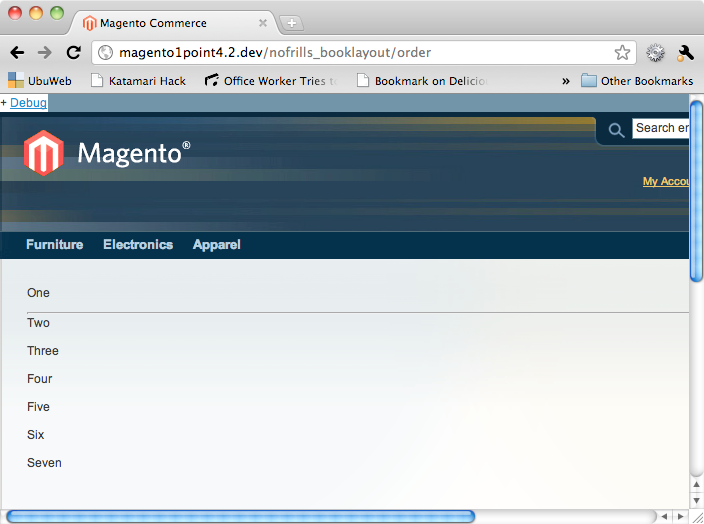 Magento Commerce
magento1point4.2.dev/nofrills_booklayout/order
UbuWeb Katamari Hack Office Worker Tries Bookmark on Delicio » Other Bookmarks
+ Debug
Search en
Magento®
My Accou
Furniture Electronics Apparel
One
Two
Three
Four
Five
Six
Seven